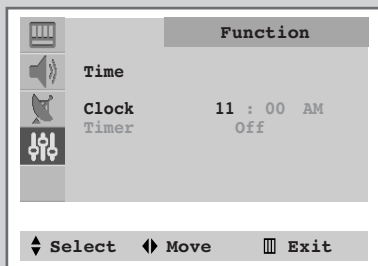 Function
Time
Clock 11 : 00 AM
Timer Off
Select Move Exit